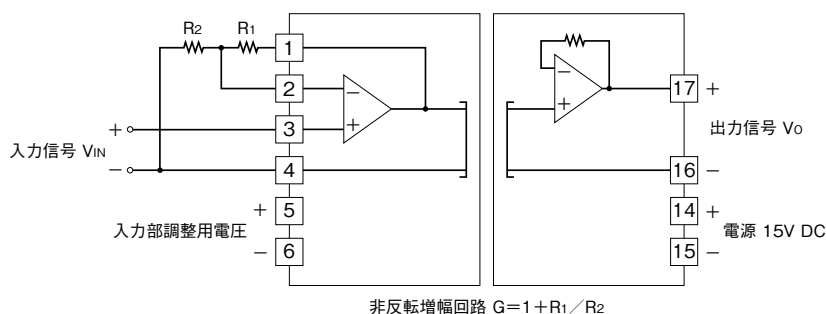 R2 R1
1
2
3
4
5
6
− +
+
−
入力信号 VIN
+
−
入力部調整用電圧
− +
17 +
出力信号 VO
16 −
14 +
電源 15V DC
15 −
非反転増幅回路 G=1+R1／R2